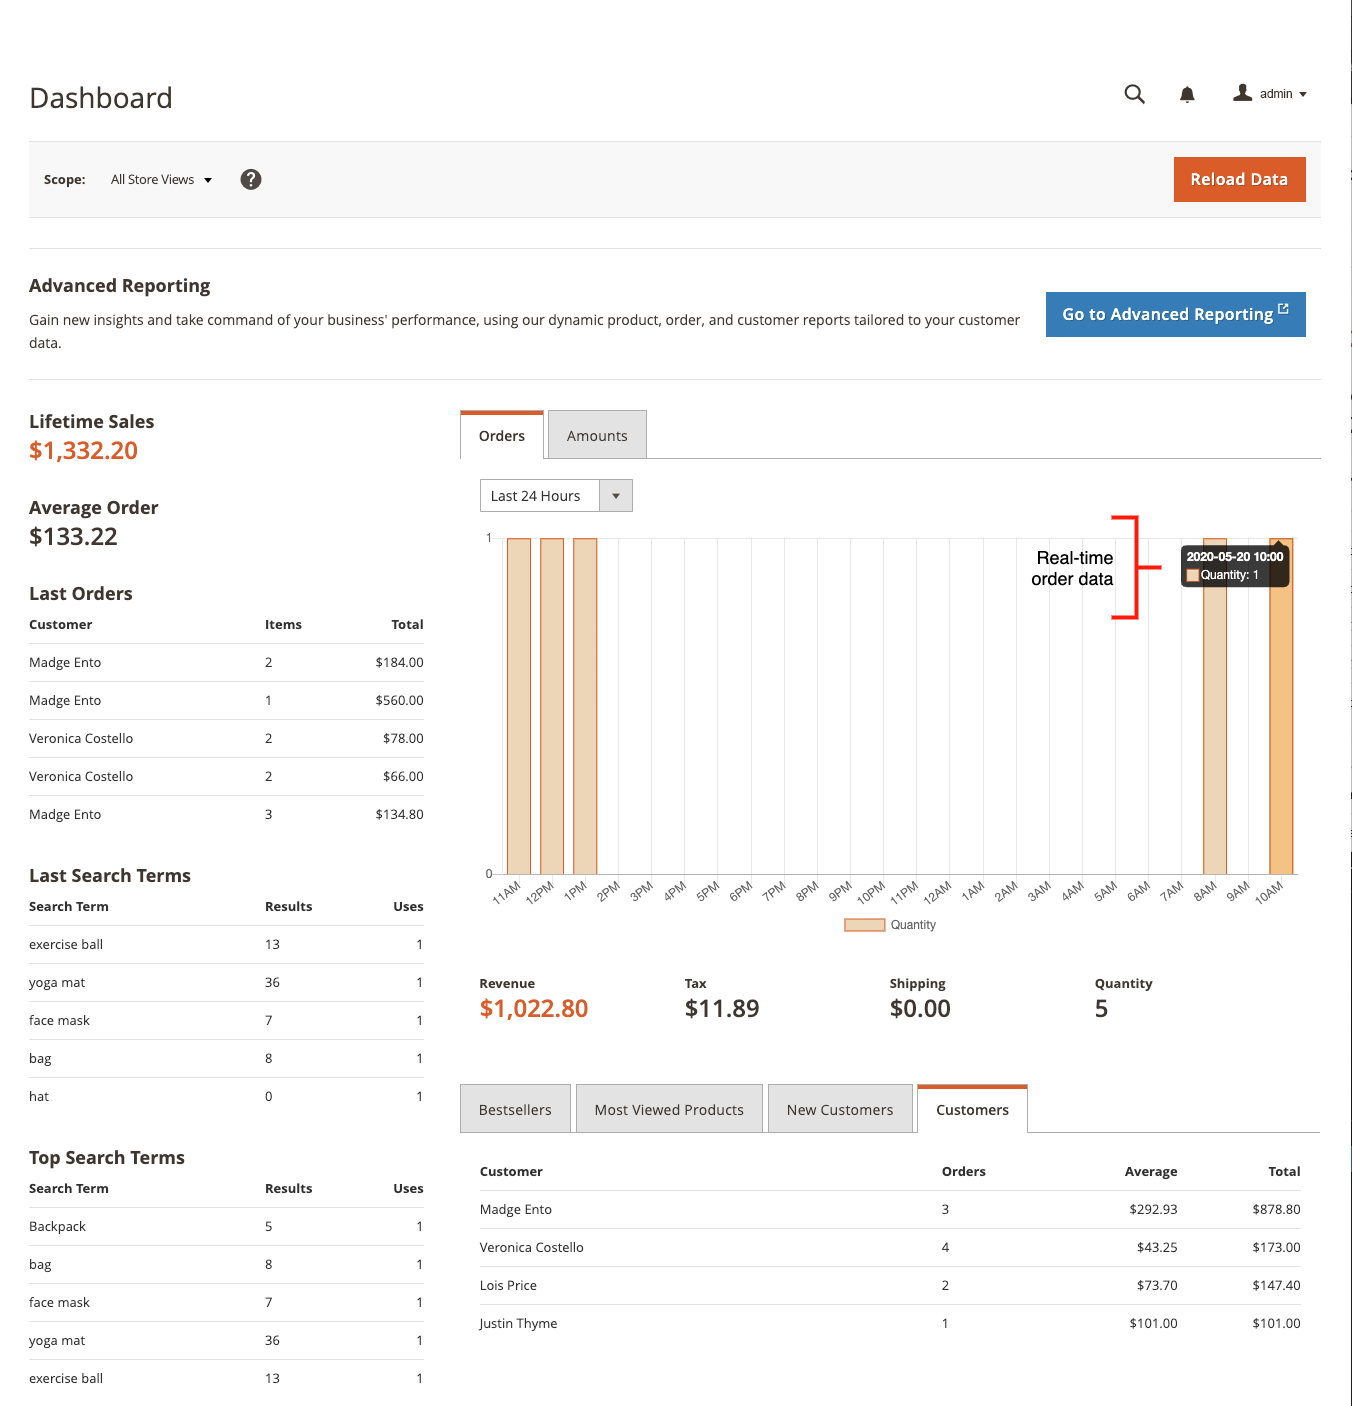 Dashboard
admin
Scope: All Store Views ?
Reload Data
Advanced Reporting
Gain new insights and take command of your business' performance, using our dynamic product, order, and customer reports tailored to your customer
data.
Go to Advanced Reporting
Lifetime Sales
$1,332.20
Average Order
$133.22
Last Orders
Customer Items Total
Madge Ento 2 $184.00
Madge Ento 1 $560.00
Veronica Costello 2 $78.00
Veronica Costello 2 $66.00
Madge Ento 3 $134.80
Last Search Terms
Search Term Results Uses
exercise ball 13 1
yoga mat 36 1
face mask 7 1
bag 8 1
hat 0 1
Top Search Terms
Search Term Results Uses
Backpack 5 1
bag 8 1
face mask 7 1
yoga mat 36 1
exercise ball 13 1
Orders Amounts
Last 24 Hours
1
Real-time
order data
2020-05-20 10:00
Quantity: 1
0
11AM 12PM 1PM 2PM 3PM 4PM 5PM 6PM 7PM 8PM 9PM 10PM 11PM 12AM 1AM 2AM 3AM 4AM 5AM 6AM 7AM 8AM 9AM 10AM
Quantity
Revenue Tax Shipping Quantity
$1,022.80 $11.89 $0.00 5
Bestsellers Most Viewed Products New Customers Customers
Customer Orders Average Total
Madge Ento 3 $292.93 $878.80
Veronica Costello 4 $43.25 $173.00
Lois Price 2 $73.70 $147.40
Justin Thyme 1 $101.00 $101.00